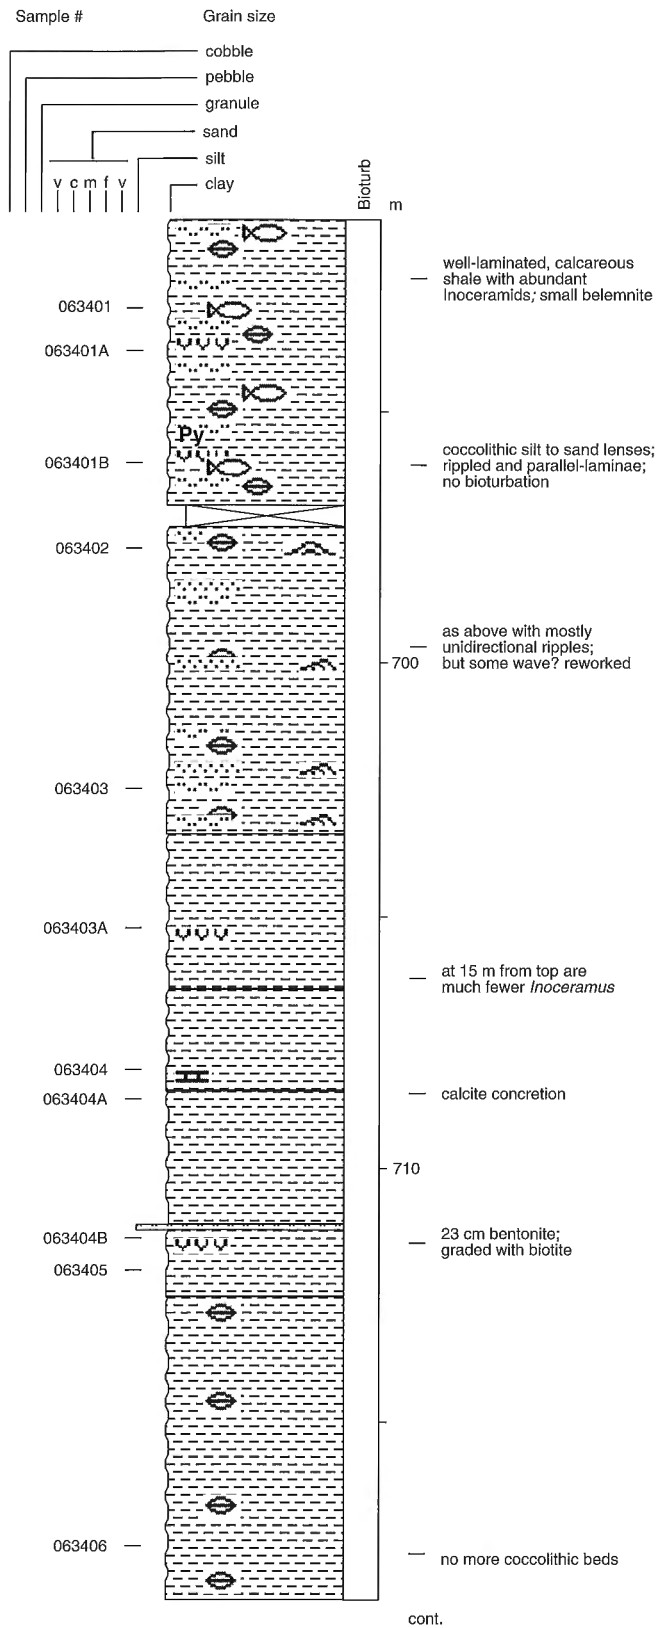 Sample # Grain size
cobble
pebble
granule
sand
silt
v c m f v
clay
Bioturb
m
well-laminated, calcareous
shale with abundant
Inoceramids; small belemnite
063401
063401A
Py
063401B
coccolithic silt to sand lenses;
rippled and parallel-laminae;
no bioturbation
063402
as above with mostly
unidirectional ripples;
but some wave? reworked
700
063403
063403A
at 15 m from top are
much fewer Inoceramus
063404
calcite concretion
063404A
710
063404B
23 cm bentonite;
graded with biotite
063405
063406
no more coccolithic beds
cont.